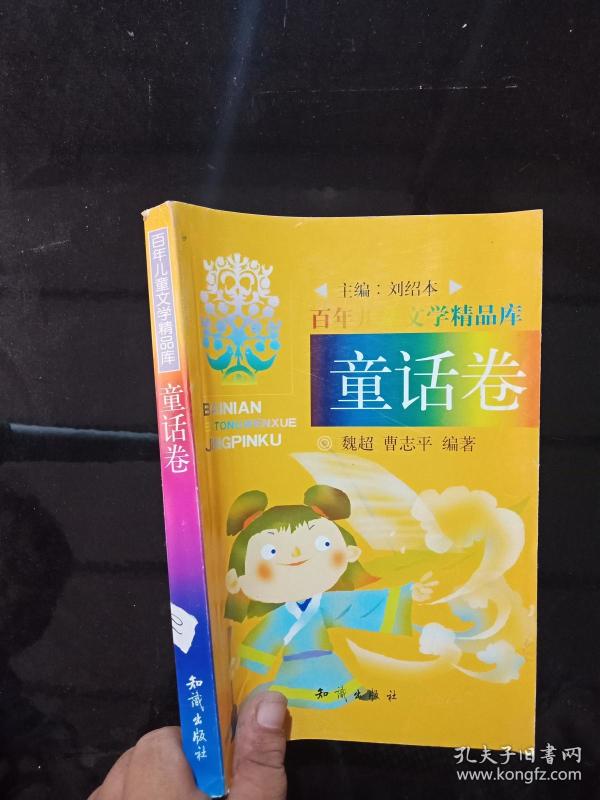 百年儿童文学精品库
童话卷
知识出版社
主编：刘绍本
百年儿童文学精品库
童话卷
BAINIAN
ERTONGWENXUE
JINGPINKU
魏超 曹志平 编著
知识出版社
孔夫子旧书网
www.kongfz.com